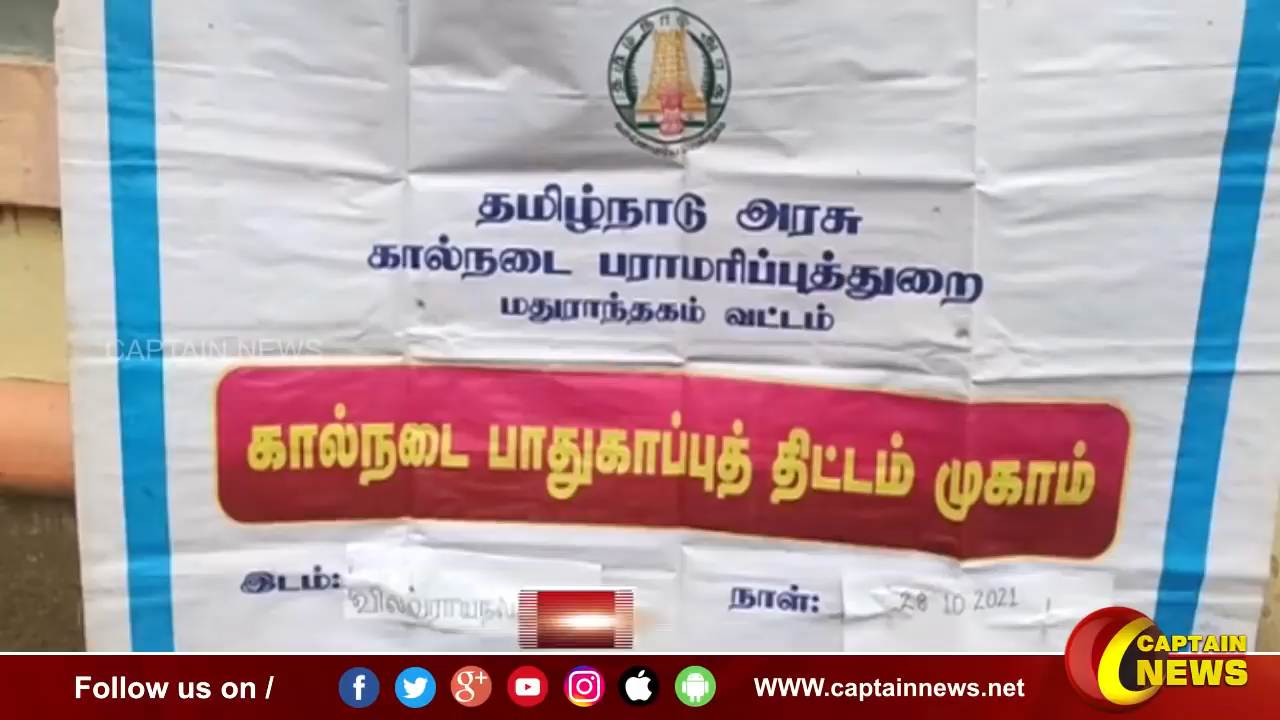 தமிழ்நாடு அரசு
கால்நடை பராமரிப்புத்துறை
மதுராந்தகம் வட்டம்
CAPTAIN NEWS
கால்நடை பாதுகாப்புத் திட்டம் முகாம்
இடம்:
நாள்: 28 10 2021
Follow us on / WWW.captainnews.net
CAPTAIN NEWS